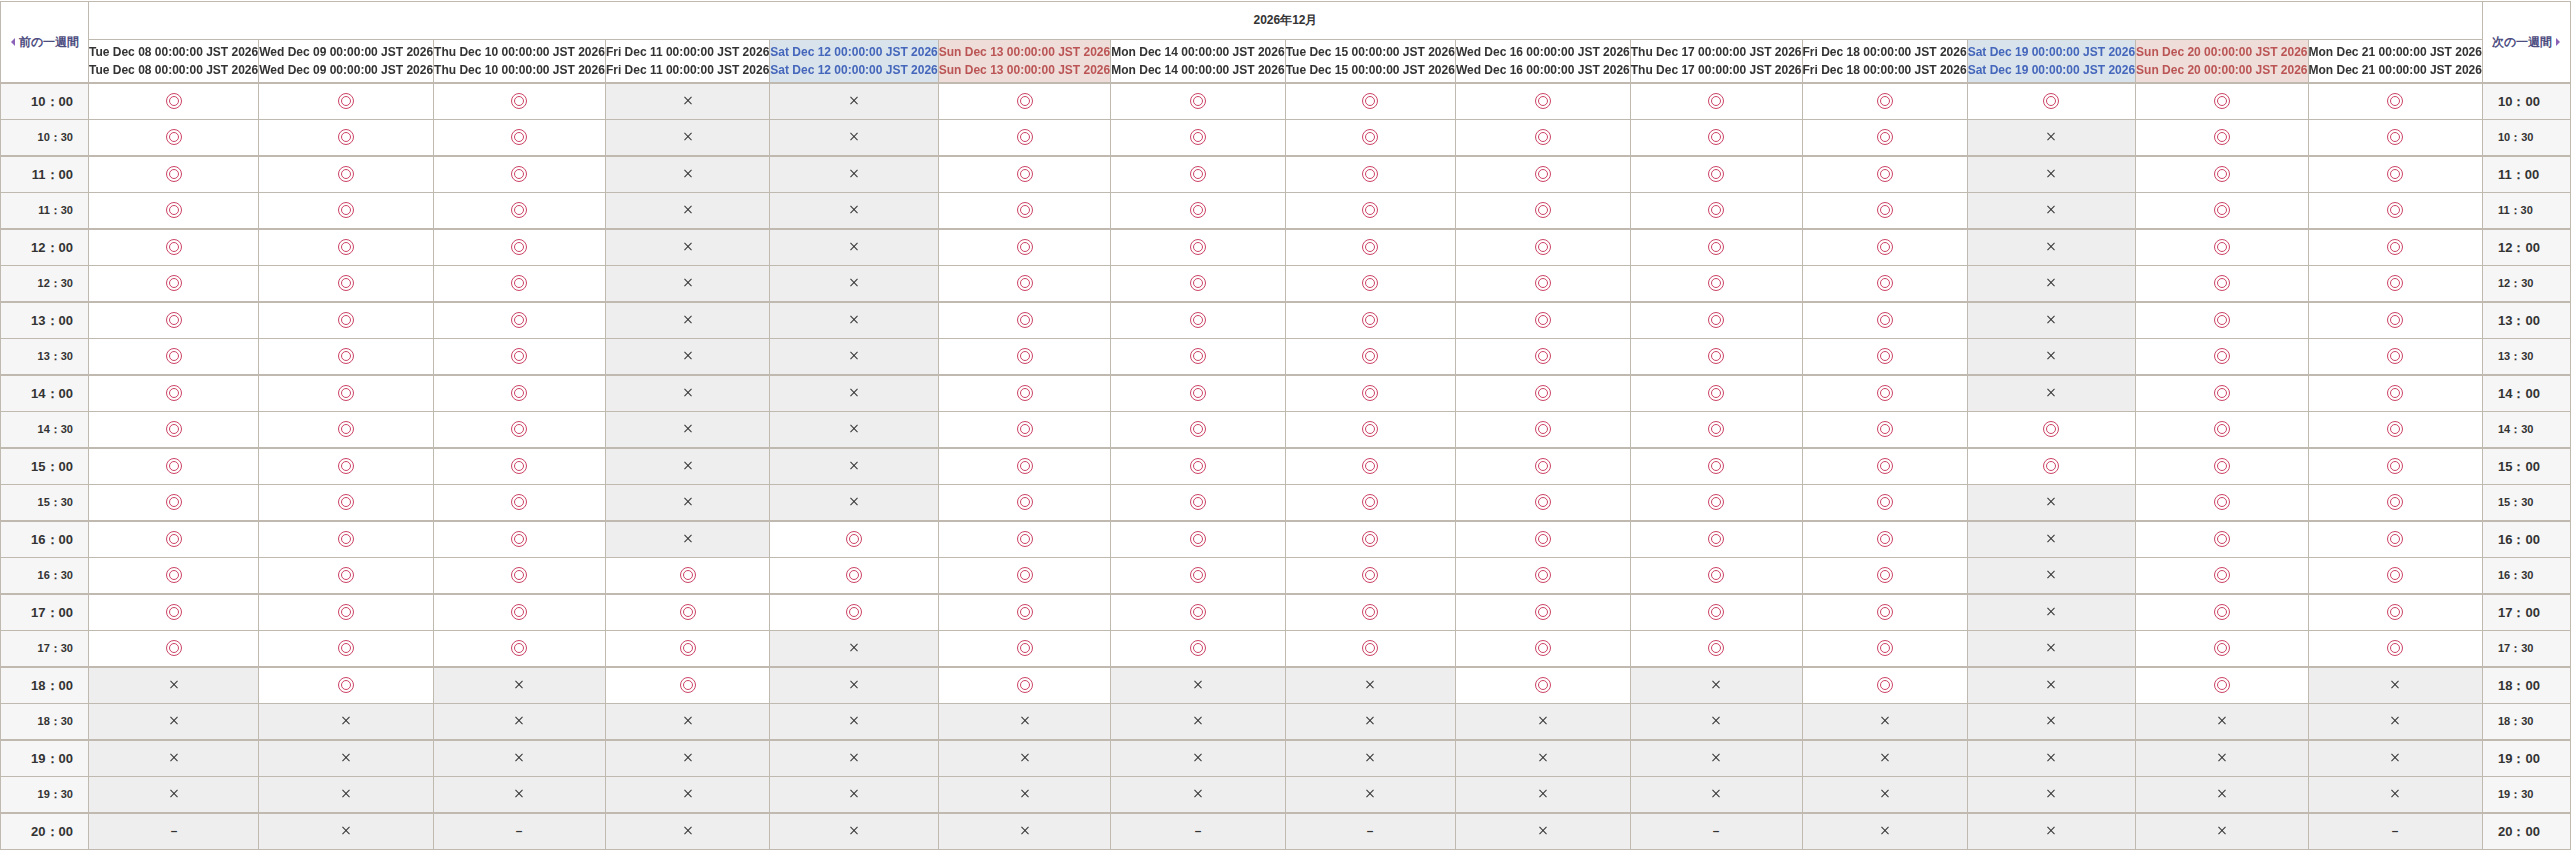 前の一週間 2026年12月 次の一週間
Tue Dec 08 00:00:00 JST 2026 Wed Dec 09 00:00:00 JST 2026 Thu Dec 10 00:00:00 JST 2026 Fri Dec 11 00:00:00 JST 2026 Sat Dec 12 00:00:00 JST 2026 Sun Dec 13 00:00:00 JST 2026 Mon Dec 14 00:00:00 JST 2026 Tue Dec 15 00:00:00 JST 2026 Wed Dec 16 00:00:00 JST 2026 Thu Dec 17 00:00:00 JST 2026 Fri Dec 18 00:00:00 JST 2026 Sat Dec 19 00:00:00 JST 2026 Sun Dec 20 00:00:00 JST 2026 Mon Dec 21 00:00:00 JST 2026
Tue Dec 08 00:00:00 JST 2026 Wed Dec 09 00:00:00 JST 2026 Thu Dec 10 00:00:00 JST 2026 Fri Dec 11 00:00:00 JST 2026 Sat Dec 12 00:00:00 JST 2026 Sun Dec 13 00:00:00 JST 2026 Mon Dec 14 00:00:00 JST 2026 Tue Dec 15 00:00:00 JST 2026 Wed Dec 16 00:00:00 JST 2026 Thu Dec 17 00:00:00 JST 2026 Fri Dec 18 00:00:00 JST 2026 Sat Dec 19 00:00:00 JST 2026 Sun Dec 20 00:00:00 JST 2026 Mon Dec 21 00:00:00 JST 2026
10：00 ◎ ◎ ◎ × × ◎ ◎ ◎ ◎ ◎ ◎ ◎ ◎ ◎ 10：00
10：30 ◎ ◎ ◎ × × ◎ ◎ ◎ ◎ ◎ ◎ × ◎ ◎ 10：30
11：00 ◎ ◎ ◎ × × ◎ ◎ ◎ ◎ ◎ ◎ × ◎ ◎ 11：00
11：30 ◎ ◎ ◎ × × ◎ ◎ ◎ ◎ ◎ ◎ × ◎ ◎ 11：30
12：00 ◎ ◎ ◎ × × ◎ ◎ ◎ ◎ ◎ ◎ × ◎ ◎ 12：00
12：30 ◎ ◎ ◎ × × ◎ ◎ ◎ ◎ ◎ ◎ × ◎ ◎ 12：30
13：00 ◎ ◎ ◎ × × ◎ ◎ ◎ ◎ ◎ ◎ × ◎ ◎ 13：00
13：30 ◎ ◎ ◎ × × ◎ ◎ ◎ ◎ ◎ ◎ × ◎ ◎ 13：30
14：00 ◎ ◎ ◎ × × ◎ ◎ ◎ ◎ ◎ ◎ × ◎ ◎ 14：00
14：30 ◎ ◎ ◎ × × ◎ ◎ ◎ ◎ ◎ ◎ ◎ ◎ ◎ 14：30
15：00 ◎ ◎ ◎ × × ◎ ◎ ◎ ◎ ◎ ◎ ◎ ◎ ◎ 15：00
15：30 ◎ ◎ ◎ × × ◎ ◎ ◎ ◎ ◎ ◎ × ◎ ◎ 15：30
16：00 ◎ ◎ ◎ × ◎ ◎ ◎ ◎ ◎ ◎ ◎ × ◎ ◎ 16：00
16：30 ◎ ◎ ◎ ◎ ◎ ◎ ◎ ◎ ◎ ◎ ◎ × ◎ ◎ 16：30
17：00 ◎ ◎ ◎ ◎ ◎ ◎ ◎ ◎ ◎ ◎ ◎ × ◎ ◎ 17：00
17：30 ◎ ◎ ◎ ◎ × ◎ ◎ ◎ ◎ ◎ ◎ × ◎ ◎ 17：30
18：00 × ◎ × ◎ × ◎ × × ◎ × ◎ × ◎ × 18：00
18：30 × × × × × × × × × × × × × × 18：30
19：00 × × × × × × × × × × × × × × 19：00
19：30 × × × × × × × × × × × × × × 19：30
20：00 – × – × × × – – × – × × × – 20：00